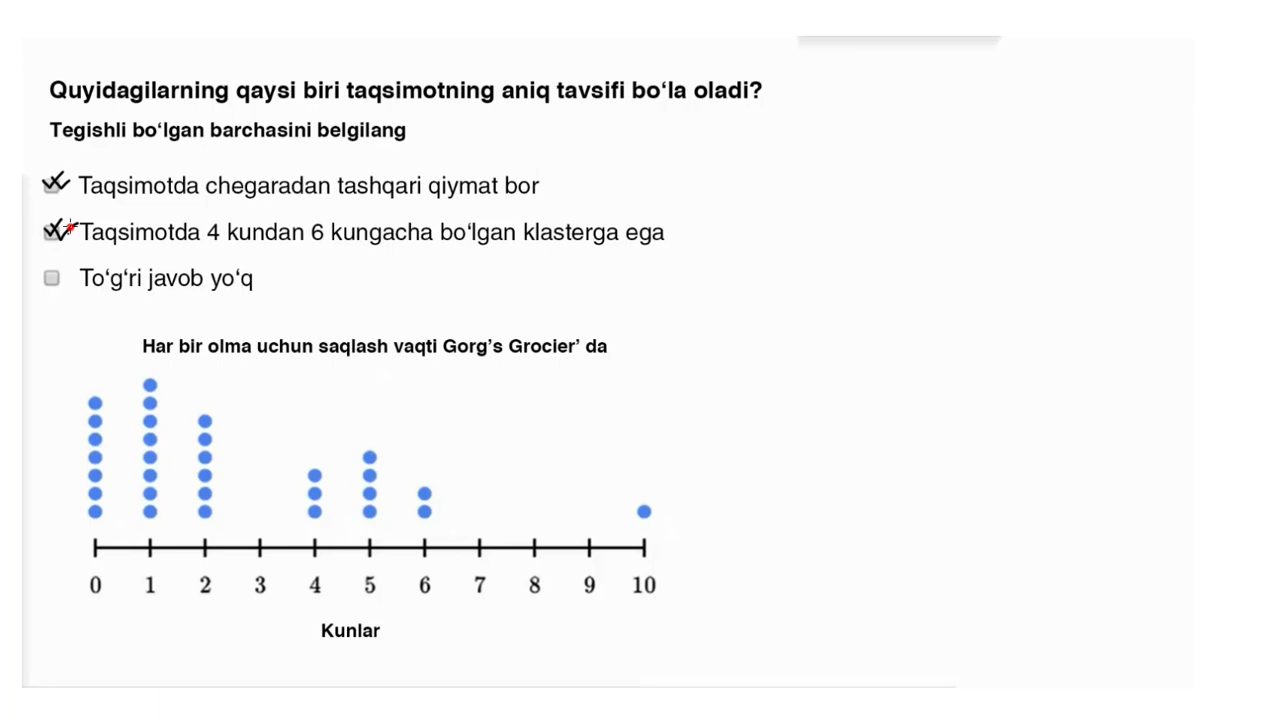 Quyidagilarning qaysi biri taqsimotning aniq tavsifi bo‘la oladi?
Tegishli bo‘lgan barchasini belgilang
Taqsimotda chegaradan tashqari qiymat bor
Taqsimotda 4 kundan 6 kungacha bo‘lgan klasterga ega
To‘g‘ri javob yo‘q
Har bir olma uchun saqlash vaqti Gorg’s Grocier’ da
0 1 2 3 4 5 6 7 8 9 10
Kunlar